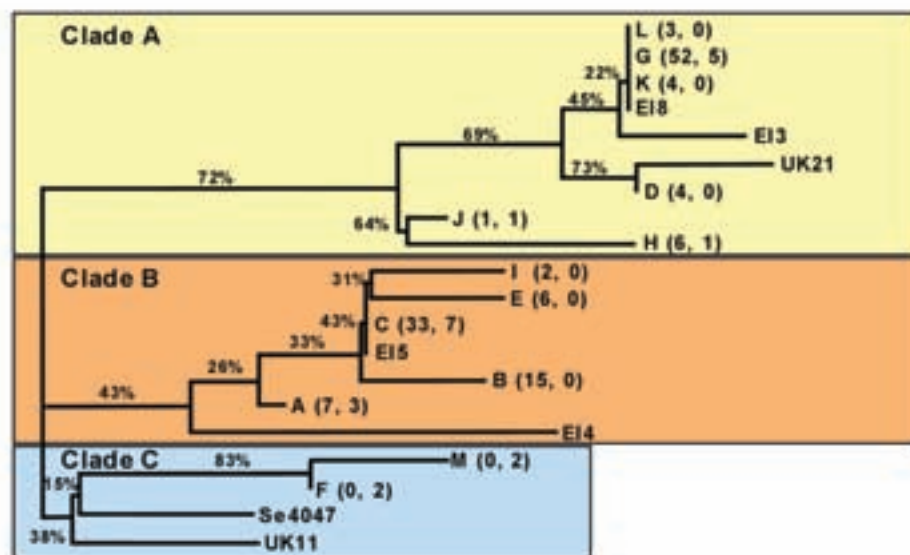 Clade A
L (3, 0)
G (52, 5)
22%
K (4, 0)
EI8
45%
EI3
69%
UK21
73%
72%
D (4, 0)
J (1, 1)
64%
H (6, 1)
Clade B
I (2, 0)
31%
E (6, 0)
43%
C (33, 7)
33%
EI5
26%
B (15, 0)
43%
A (7, 3)
EI4
Clade C
83%
M (0, 2)
15%
F (0, 2)
Se4047
38%
UK11